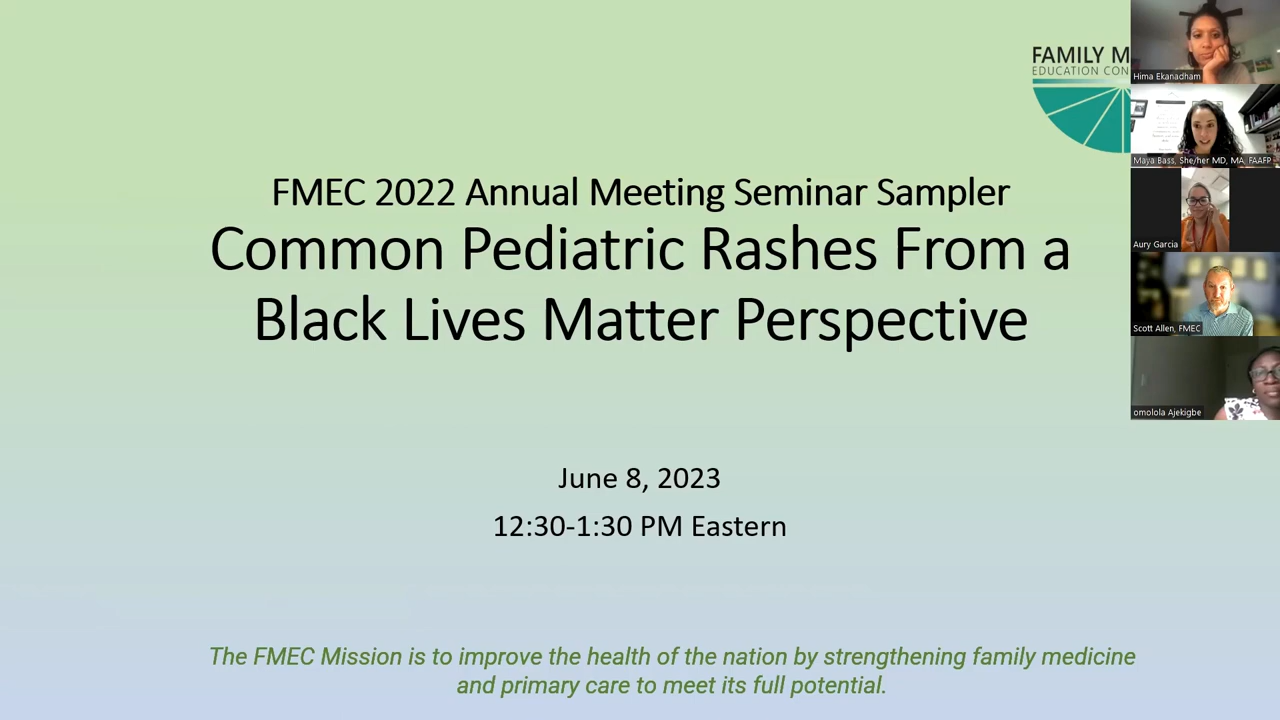 FAMILY M
EDUCATION CON
FMEC 2022 Annual Meeting Seminar Sampler
Common Pediatric Rashes From a
Black Lives Matter Perspective
June 8, 2023
12:30-1:30 PM Eastern
The FMEC Mission is to improve the health of the nation by strengthening family medicine
and primary care to meet its full potential.
Hima Ekanadham
Maya Bass, She/her MD, MA, FAAFP
Aury Garcia
Scott Allen, FMEC
omolola Ajekigbe